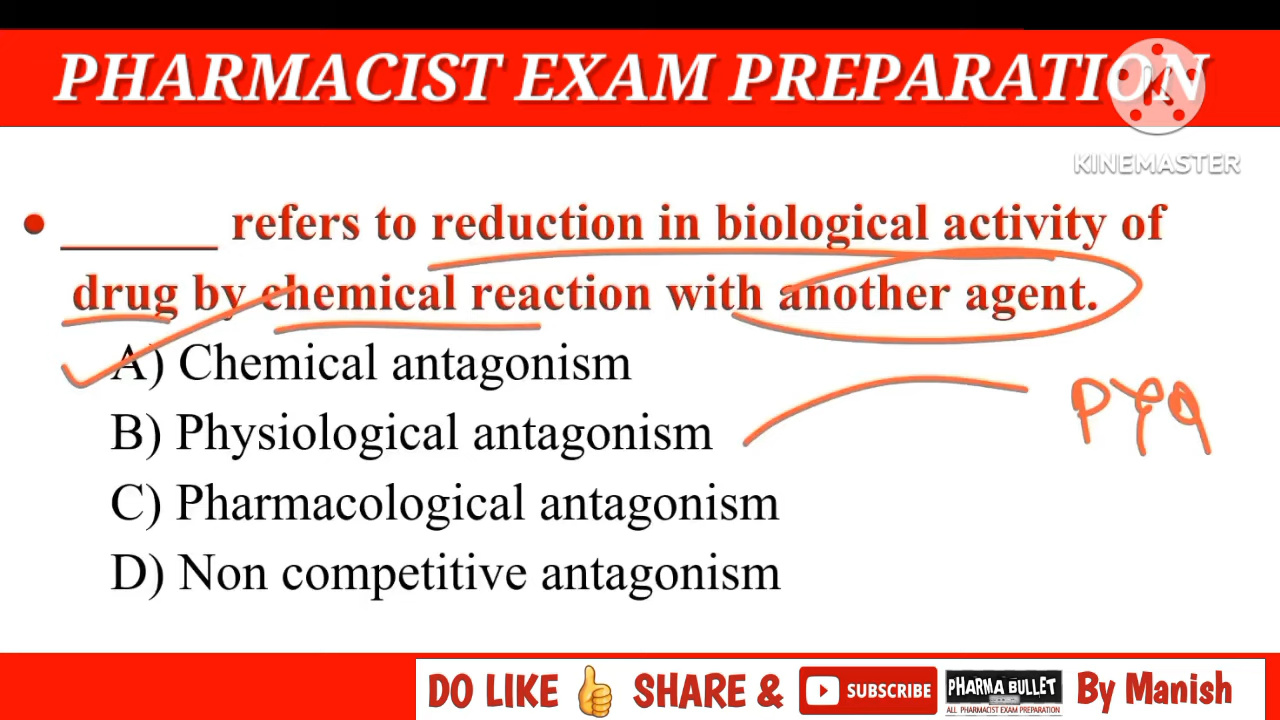 PHARMACIST EXAM PREPARATION
K
KINEMASTER
• ______ refers to reduction in biological activity of
drug by chemical reaction with another agent.
A) Chemical antagonism
B) Physiological antagonism
PYQ
C) Pharmacological antagonism
D) Non competitive antagonism
DO LIKE 👍 SHARE & SUBSCRIBE PHARMA BULLET By Manish
ALL PHARMACIST EXAM PREPARATION